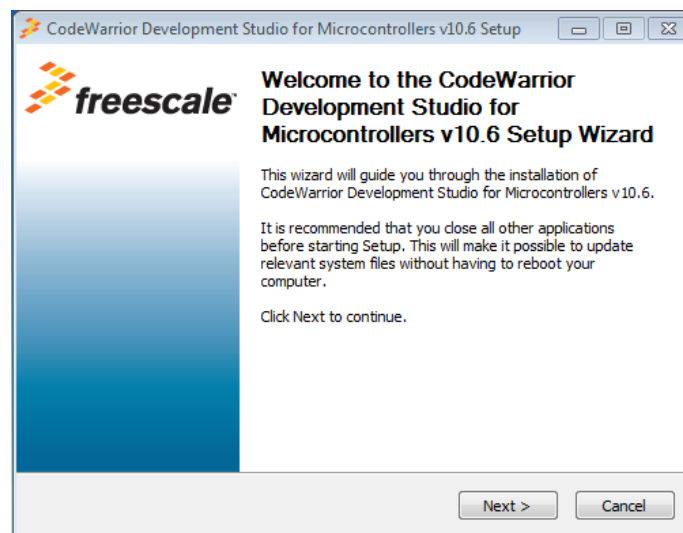 CodeWarrior Development Studio for Microcontrollers v10.6 Setup
freescale™
Welcome to the CodeWarrior
Development Studio for
Microcontrollers v10.6 Setup Wizard
This wizard will guide you through the installation of
CodeWarrior Development Studio for Microcontrollers v10.6.
It is recommended that you close all other applications
before starting Setup. This will make it possible to update
relevant system files without having to reboot your
computer.
Click Next to continue.
Next >
Cancel